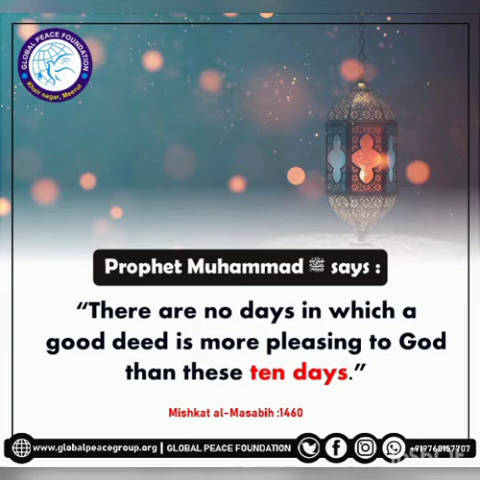 GLOBAL PEACE FOUNDATION
Khair nagar, Meerut
Prophet Muhammad ﷺ says :
“There are no days in which a
good deed is more pleasing to God
than these ten days.”
Mishkat al-Masabih :1460
www.globalpeacegroup.org | GLOBAL PEACE FOUNDATION +919760157707